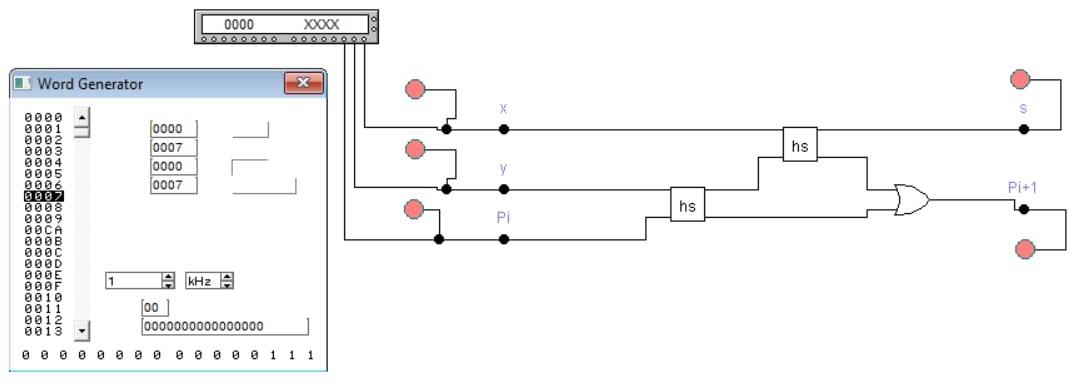 0000 XXXX
Word Generator
0000
0001
0002
0003
0004
0005
0006
0007
0008
0009
00CA
000B
000C
000D
000E
000F
0010
0011
0012
0013
0000
0007
0000
0007
1 kHz
00
0000000000000000
0 0 0 0 0 0 0 0 0 0 0 0 0 1 1 1
x
y
Pi
hs
hs
s
Pi+1